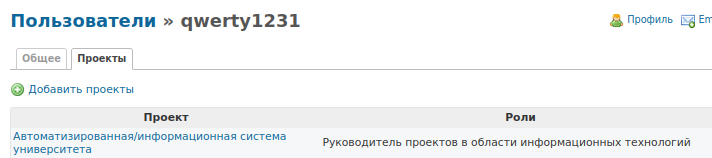 Пользователи » qwerty1231
Профиль Em
Общее Проекты
Добавить проекты
Проект Роли
Автоматизированная/информационная система
университета
Руководитель проектов в области информационных технологий